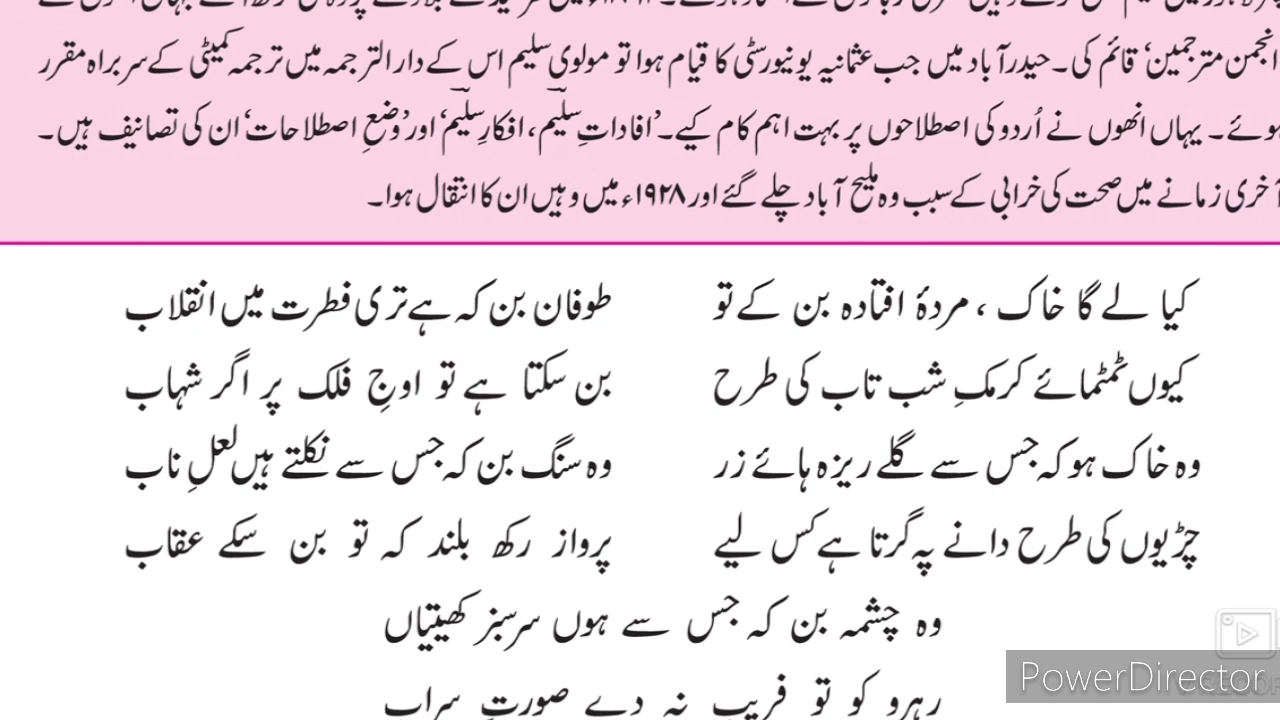 انجمن مترجمین‘ قائم کی۔ حیدرآباد میں جب عثمانیہ یونیورسٹی کا قیام ہوا تو مولوی سلیم اس کے دارالترجمہ میں ترجمہ کمیٹی کے سربراہ مقرر
ہوئے۔ یہاں انھوں نے اُردو کی اصطلاحوں پر بہت اہم کام کیے۔ ’افاداتِ سلیم، افکارِ سلیم‘ اور ’وضعِ اصطلاحات‘ ان کی تصانیف ہیں۔
آخری زمانے میں صحت کی خرابی کے سبب وہ ملیح آباد چلے گئے اور ۱۹۲۸ء میں وہیں ان کا انتقال ہوا۔
کیا لے گا خاک ، مردۂ افتادہ بن کے تو طوفان بن کہ ہے تری فطرت میں انقلاب
کیوں ٹمٹمائے کرمکِ شب تاب کی طرح بن سکتا ہے تو اوجِ فلک پر اگر شہاب
وہ خاک ہو کہ جس سے گلے ریزہ ہائے زر وہ سنگ بن کہ جس سے نکلتے ہیں لعلِ ناب
چڑیوں کی طرح دانے پہ گرتا ہے کس لیے پرواز رکھ بلند کہ تو بن سکے عقاب
وہ چشمہ بن کہ جس سے ہوں سرسبز کھیتیاں
رہرو کو تو فریب نہ دے صورتِ سراب
PowerDirector